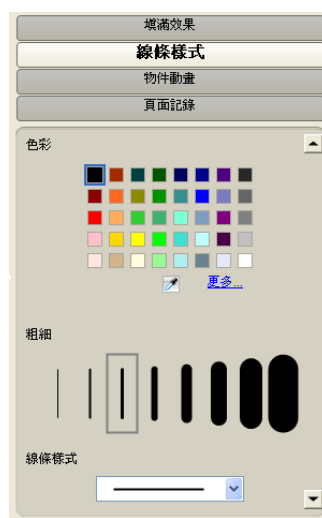 填滿效果
線條樣式
物件動畫
頁面記錄
色彩
更多...
粗細
線條樣式